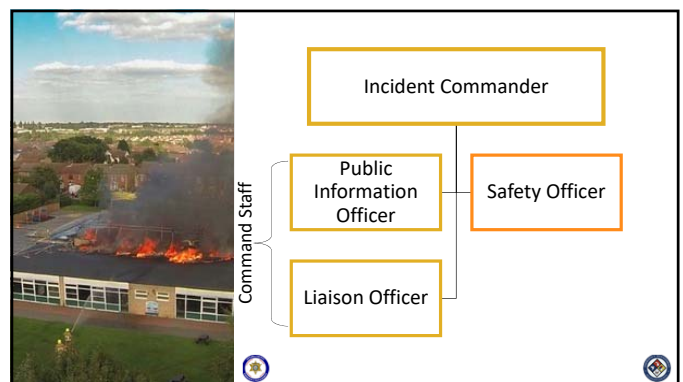 Incident Commander
Command Staff
Public
Information
Officer
Safety Officer
Liaison Officer